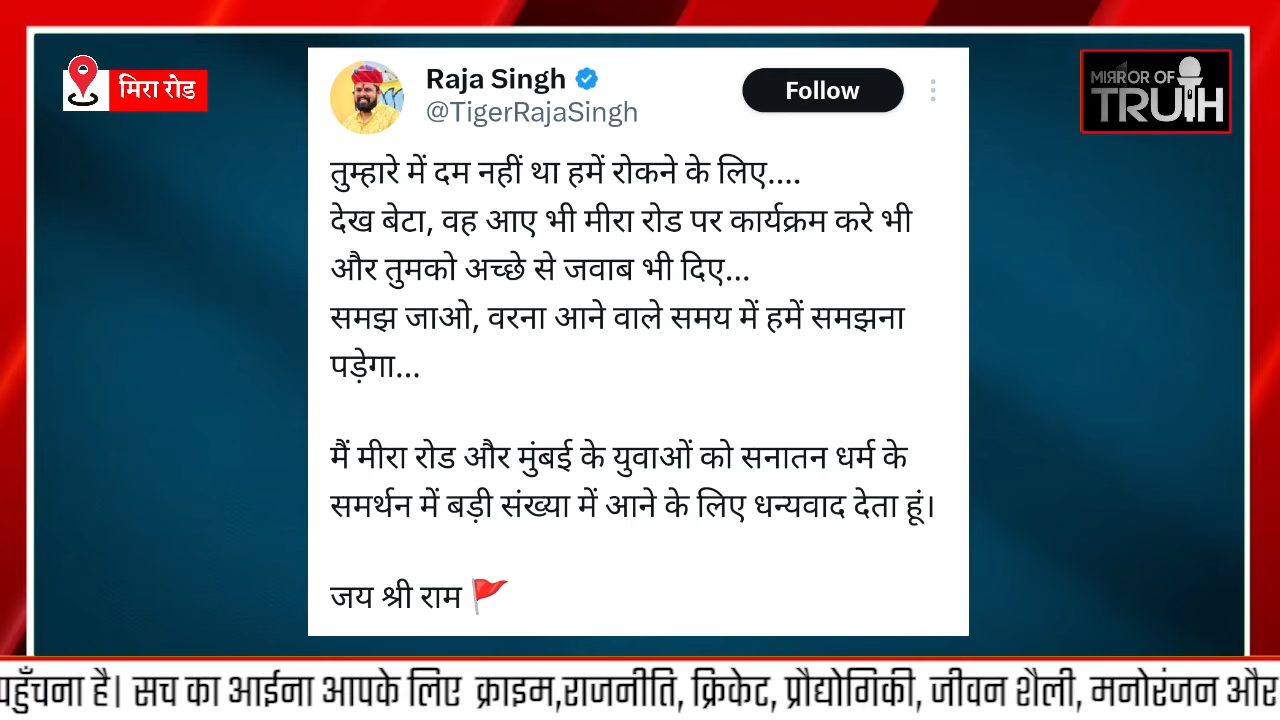 मिरा रोड
MIRROR OF
TRUTH
Raja Singh
@TigerRajaSingh
Follow
तुम्हारे में दम नहीं था हमें रोकने के लिए....
देख बेटा, वह आए भी मीरा रोड पर कार्यक्रम करे भी
और तुमको अच्छे से जवाब भी दिए...
समझ जाओ, वरना आने वाले समय में हमें समझना
पड़ेगा...
मैं मीरा रोड और मुंबई के युवाओं को सनातन धर्म के
समर्थन में बड़ी संख्या में आने के लिए धन्यवाद देता हूं।
जय श्री राम 🚩
पहुँचना है। सच का आईना आपके लिए क्राइम,राजनीति, क्रिकेट, प्रौद्योगिकी, जीवन शैली, मनोरंजन और